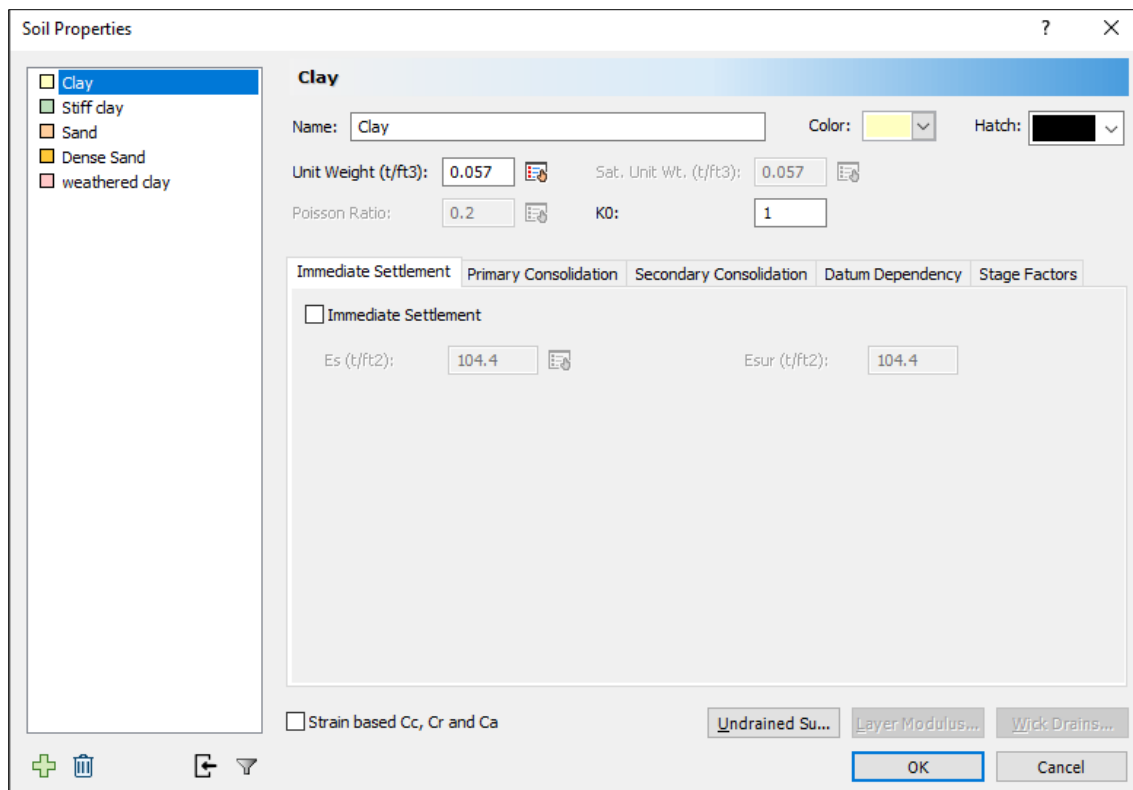 Soil Properties ?
Clay
Stiff clay
Sand
Dense Sand
weathered clay
Clay
Name: Clay Color: Hatch:
Unit Weight (t/ft3): 0.057 Sat. Unit Wt. (t/ft3): 0.057
Poisson Ratio: 0.2 K0: 1
Immediate Settlement Primary Consolidation Secondary Consolidation Datum Dependency Stage Factors
Immediate Settlement
Es (t/ft2): 104.4 Esur (t/ft2): 104.4
Strain based Cc, Cr and Ca Undrained Su... Layer Modulus... Wick Drains...
OK Cancel